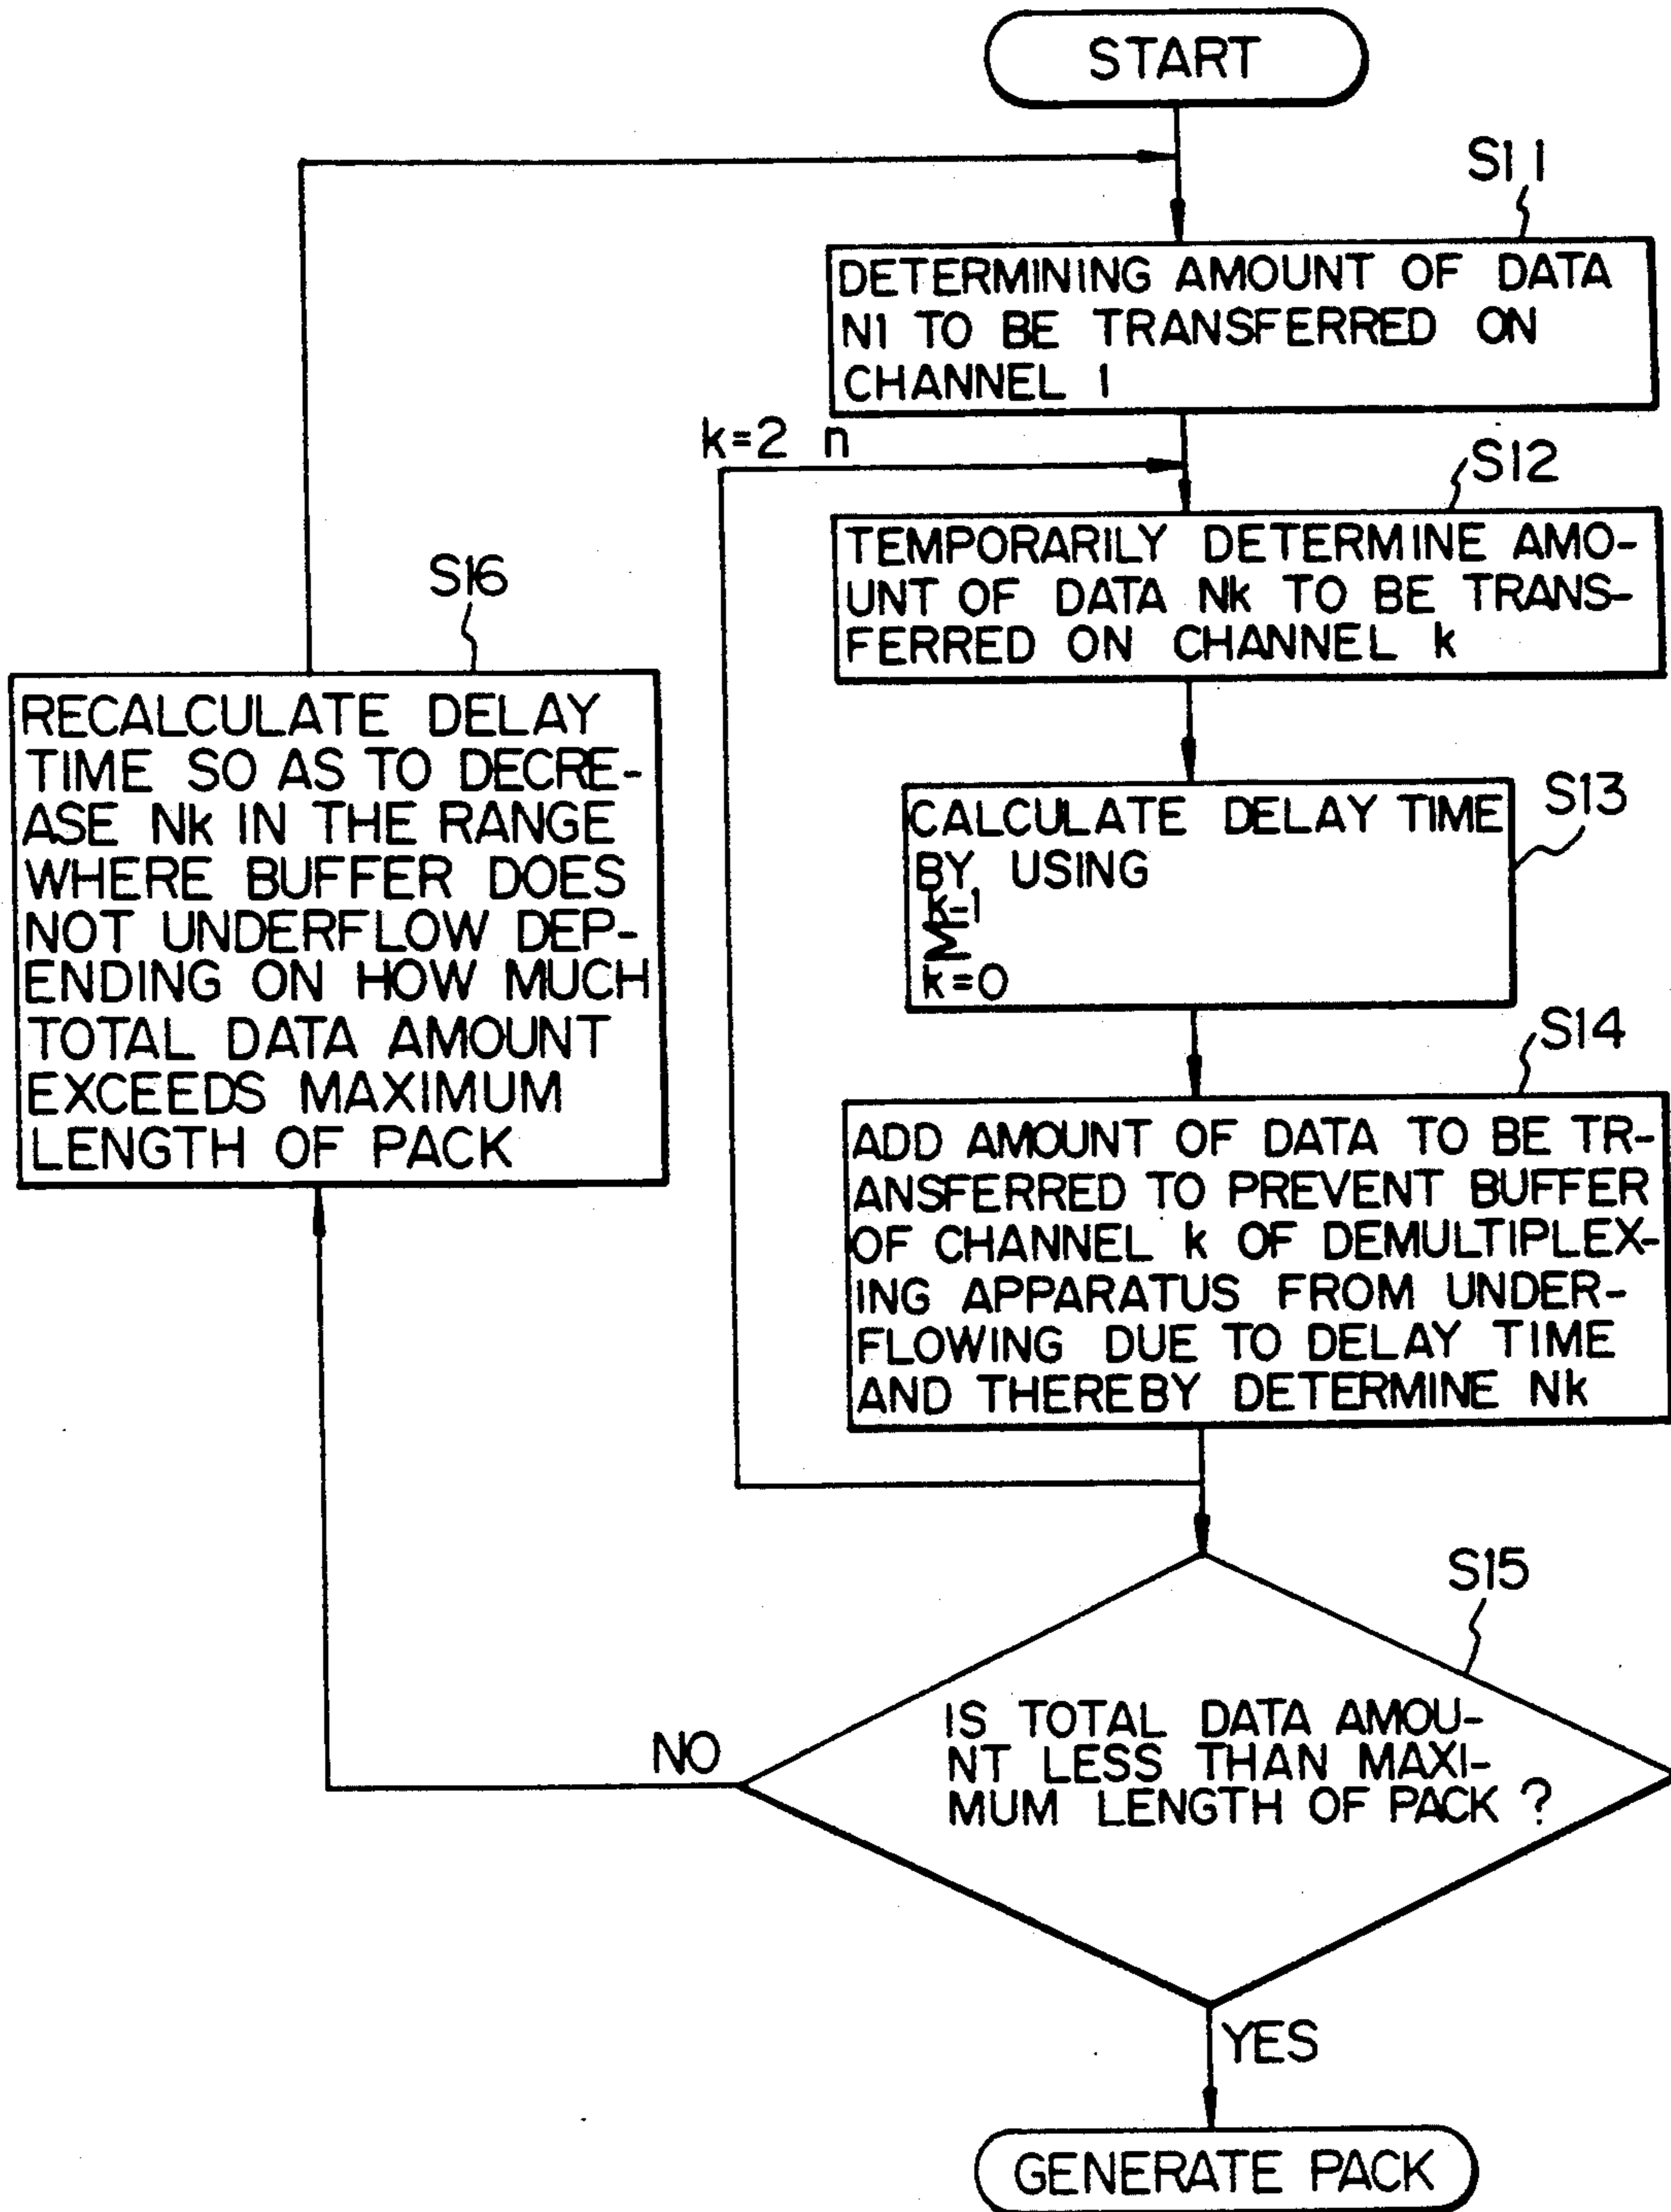 START
S11
DETERMINING AMOUNT OF DATA
N1 TO BE TRANSFERRED ON
CHANNEL 1
k=2 n
S12
TEMPORARILY DETERMINE AMO-
UNT OF DATA Nk TO BE TRANS-
FERRED ON CHANNEL k
S16
RECALCULATE DELAY
TIME SO AS TO DECRE-
ASE Nk IN THE RANGE
WHERE BUFFER DOES
NOT UNDERFLOW DEP-
ENDING ON HOW MUCH
TOTAL DATA AMOUNT
EXCEEDS MAXIMUM
LENGTH OF PACK
S13
CALCULATE DELAY TIME
BY USING
k-1
Σ
k=0
S14
ADD AMOUNT OF DATA TO BE TR-
ANSFERRED TO PREVENT BUFFER
OF CHANNEL k OF DEMULTIPLEX-
ING APPARATUS FROM UNDER-
FLOWING DUE TO DELAY TIME
AND THEREBY DETERMINE Nk
S15
IS TOTAL DATA AMOU-
NT LESS THAN MAXI-
MUM LENGTH OF PACK ?
NO
YES
GENERATE PACK